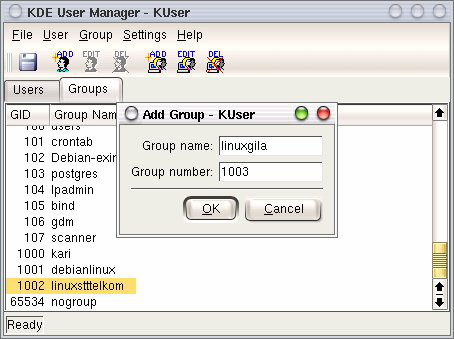 KDE User Manager - KUser
File User Group Settings Help
ADD EDIT DEL ADD EDIT DEL
Users Groups
GID Group Nam
100 users
101 crontab
102 Debian-exim
103 postgres
104 lpadmin
105 bind
106 gdm
107 scanner
1000 kari
1001 debianlinux
1002 linuxstttelkom
65534 nogroup
Ready
Add Group - KUser
Group name: linuxgila
Group number: 1003
OK Cancel